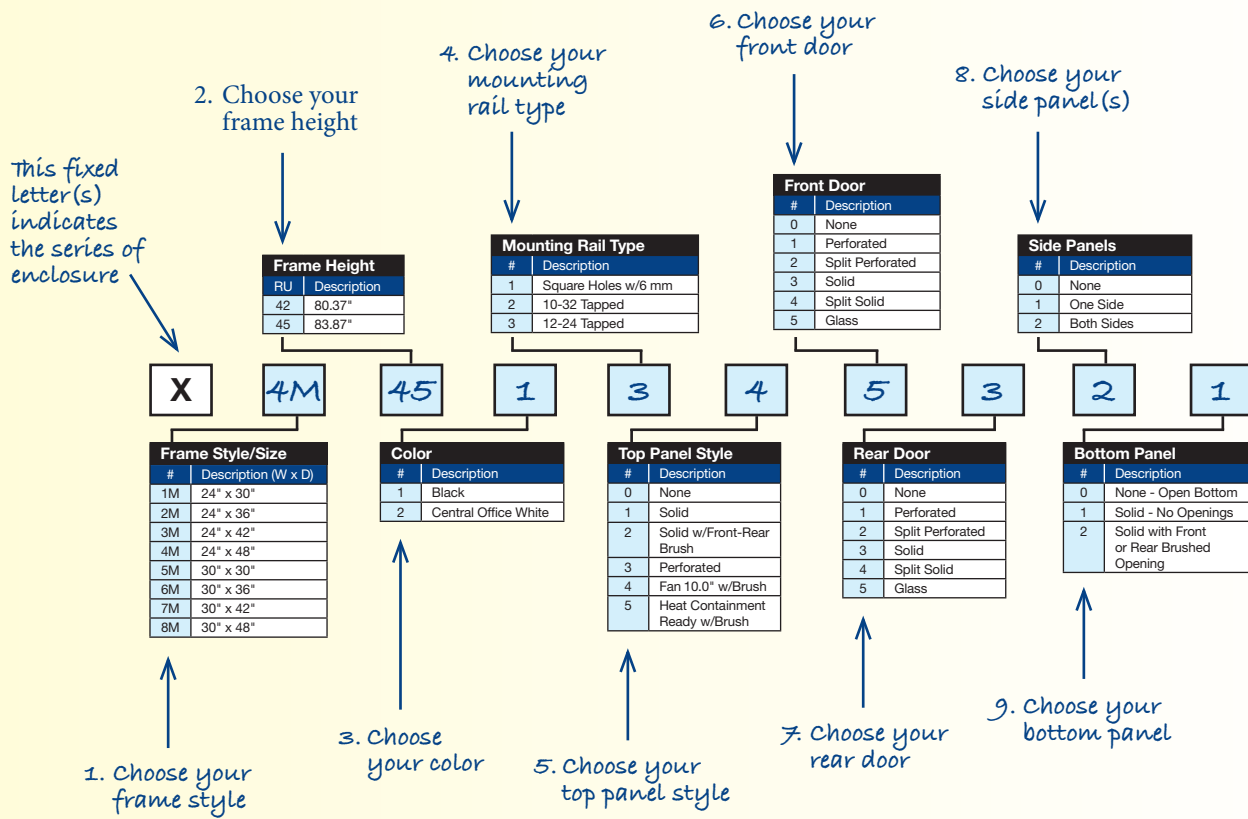 6. Choose your
front door
4. Choose your
mounting
rail type
8. Choose your
side panel(s)
2. Choose your
frame height
This fixed
letter(s)
indicates
the series of
enclosure
Front Door
# Description
0 None
1 Perforated
2 Split Perforated
3 Solid
4 Split Solid
5 Glass
Mounting Rail Type
# Description
1 Square Holes w/6 mm
2 10-32 Tapped
3 12-24 Tapped
Side Panels
# Description
0 None
1 One Side
2 Both Sides
Frame Height
RU Description
42 80.37"
45 83.87"
X 4M 45 1 3 4 5 3 2 1
Frame Style/Size
# Description (W x D)
1M 24" x 30"
2M 24" x 36"
3M 24" x 42"
4M 24" x 48"
5M 30" x 30"
6M 30" x 36"
7M 30" x 42"
8M 30" x 48"
Color
# Description
1 Black
2 Central Office White
Top Panel Style
# Description
0 None
1 Solid
2 Solid w/Front-Rear
Brush
3 Perforated
4 Fan 10.0" w/Brush
5 Heat Containment
Ready w/Brush
Rear Door
# Description
0 None
1 Perforated
2 Split Perforated
3 Solid
4 Split Solid
5 Glass
Bottom Panel
# Description
0 None - Open Bottom
1 Solid - No Openings
2 Solid with Front
or Rear Brushed
Opening
1. Choose your
frame style
3. Choose
your color
5. Choose your
top panel style
7. Choose your
rear door
9. Choose your
bottom panel